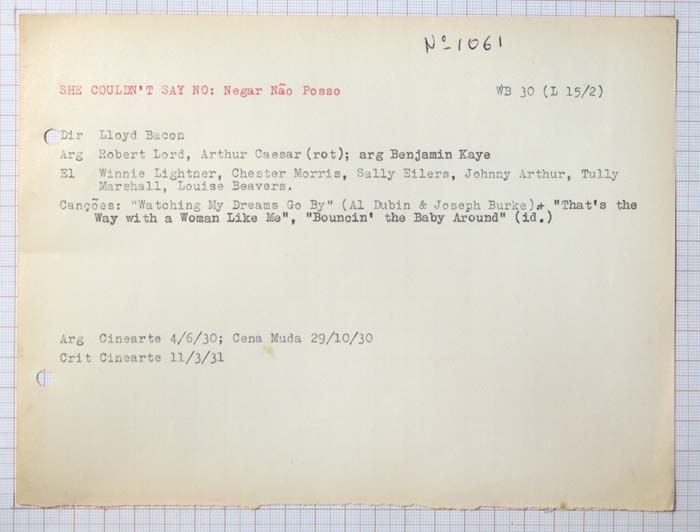 Nº 1061
SHE COULDN'T SAY NO: Negar Não Posso WB 30 (L 15/2)
Dir Lloyd Bacon
Arg Robert Lord, Arthur Caesar (rot); arg Benjamin Kaye
El Winnie Lightner, Chester Morris, Sally Eilers, Johnny Arthur, Tully
Marshall, Louise Beavers.
Canções: "Watching My Dreams Go By" (Al Dubin & Joseph Burke)+ "That's the
Way with a Woman Like Me", "Bouncin' the Baby Around" (id.)
Arg Cinearte 4/6/30; Cena Muda 29/10/30
Crit Cinearte 11/3/31